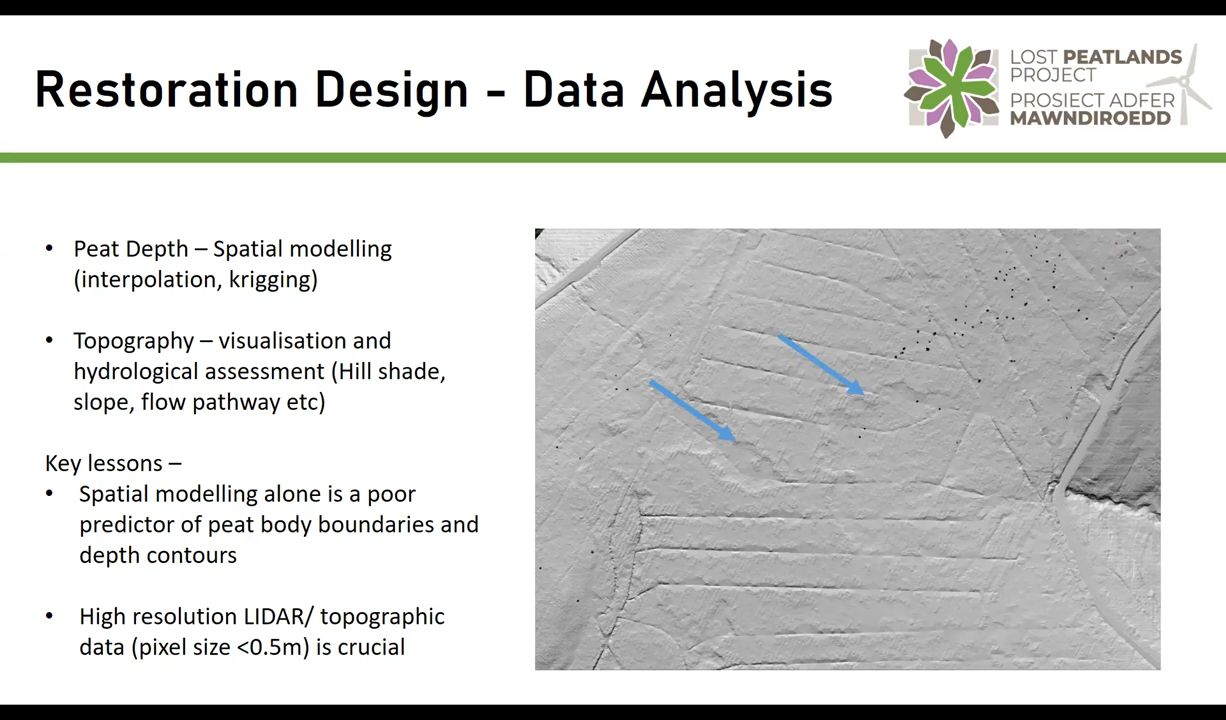 Restoration Design - Data Analysis
LOST PEATLANDS
PROJECT
PROSIECT ADFER
MAWNDIROEDD
• Peat Depth – Spatial modelling
(interpolation, krigging)
• Topography – visualisation and
hydrological assessment (Hill shade,
slope, flow pathway etc)
Key lessons –
• Spatial modelling alone is a poor
predictor of peat body boundaries and
depth contours
• High resolution LIDAR/ topographic
data (pixel size <0.5m) is crucial